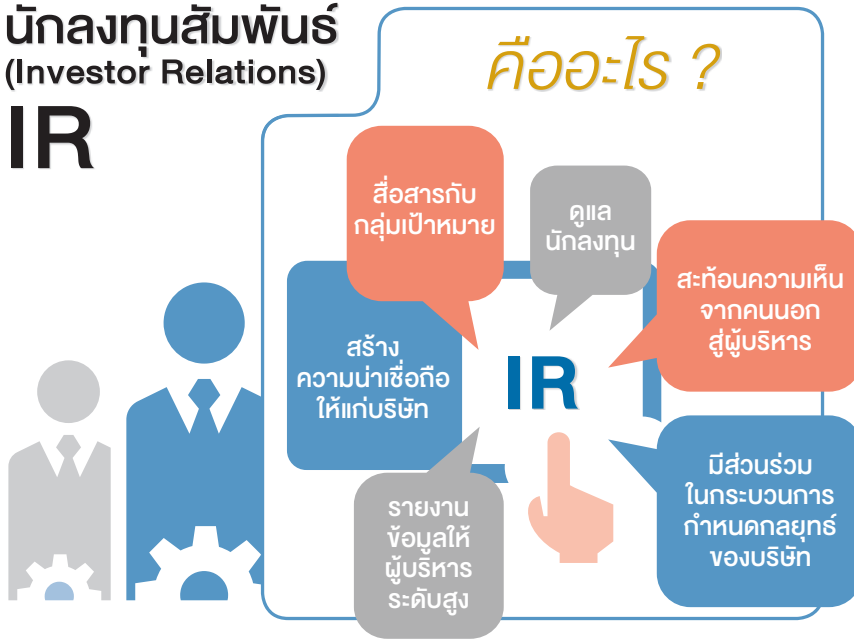 นักลงทุนสัมพันธ์
(Investor Relations)
IR
คืออะไร ?
สื่อสารกับ
กลุ่มเป้าหมาย
ดูแล
นักลงทุน
สะท้อนความเห็น
จากคนนอก
สู่ผู้บริหาร
สร้าง
ความน่าเชื่อถือ
ให้แก่บริษัท
IR
มีส่วนร่วม
ในกระบวนการ
กำหนดกลยุทธ์
ของบริษัท
รายงาน
ข้อมูลให้
ผู้บริหาร
ระดับสูง